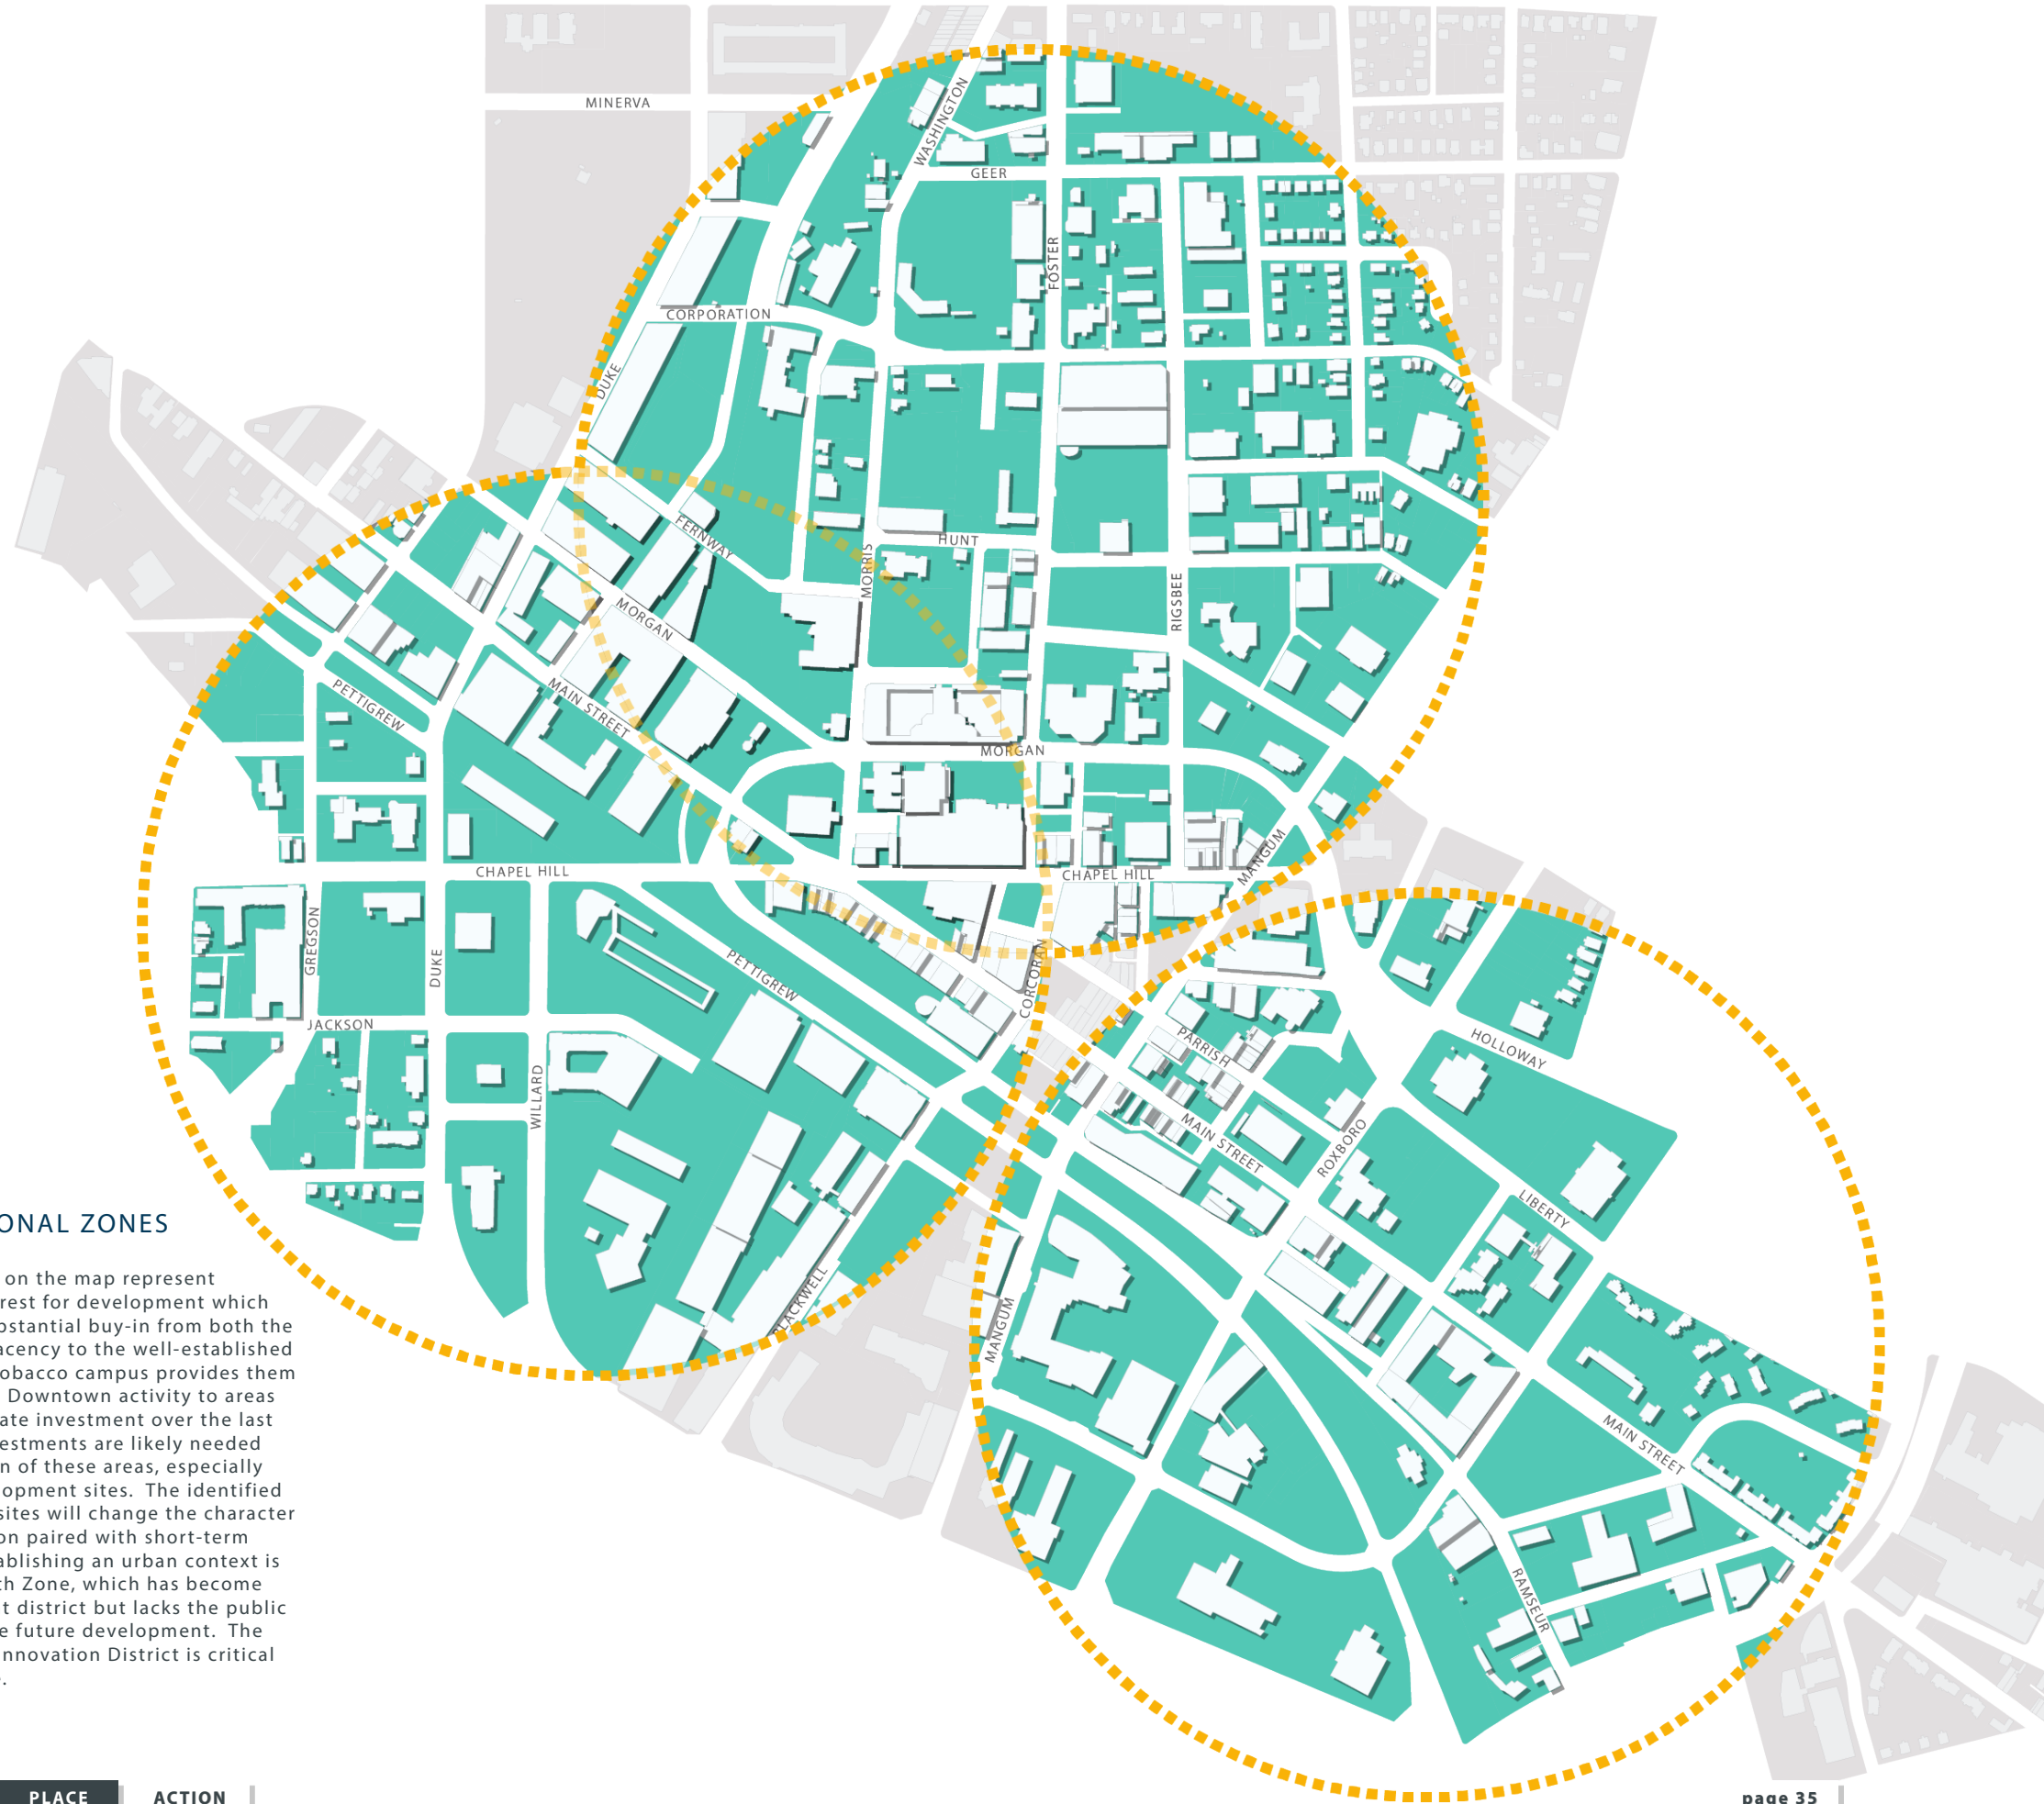 MINERVA
WASHINGTON
GEER
FOSTER
CORPORATION
DUKE
FERNWAY
HUNT
MORRIS
RIGSBEE
MORGAN
PETTIGREW
MAIN STREET
MORGAN
MANGUM
CHAPEL HILL
CHAPEL HILL
GREGSON
DUKE
PETTIGREW
CORCORAN
JACKSON
PARRISH
HOLLOWAY
WILLARD
MAIN STREET
ROXBORO
LIBERTY
BLACKWELL
MANGUM
MAIN STREET
RAMSEUR
ONAL ZONES
on the map represent
rest for development which
bstantial buy-in from both the
acency to the well-established
obacco campus provides them
Downtown activity to areas
ate investment over the last
estments are likely needed
n of these areas, especially
opment sites. The identified
sites will change the character
on paired with short-term
ablishing an urban context is
th Zone, which has become
t district but lacks the public
e future development. The
nnovation District is critical
.
PLACE ACTION
page 35